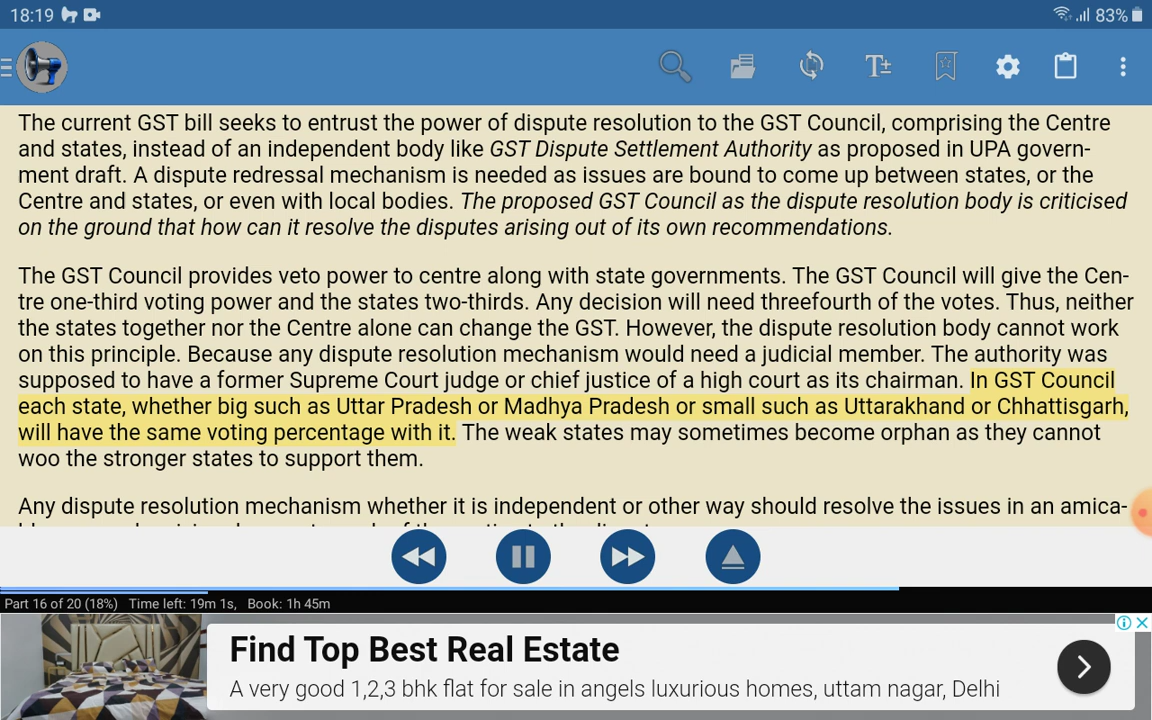 18:19
83%
T±
The current GST bill seeks to entrust the power of dispute resolution to the GST Council, comprising the Centre
and states, instead of an independent body like GST Dispute Settlement Authority as proposed in UPA govern-
ment draft. A dispute redressal mechanism is needed as issues are bound to come up between states, or the
Centre and states, or even with local bodies. The proposed GST Council as the dispute resolution body is criticised
on the ground that how can it resolve the disputes arising out of its own recommendations.
The GST Council provides veto power to centre along with state governments. The GST Council will give the Cen-
tre one-third voting power and the states two-thirds. Any decision will need threefourth of the votes. Thus, neither
the states together nor the Centre alone can change the GST. However, the dispute resolution body cannot work
on this principle. Because any dispute resolution mechanism would need a judicial member. The authority was
supposed to have a former Supreme Court judge or chief justice of a high court as its chairman. In GST Council
each state, whether big such as Uttar Pradesh or Madhya Pradesh or small such as Uttarakhand or Chhattisgarh,
will have the same voting percentage with it. The weak states may sometimes become orphan as they cannot
woo the stronger states to support them.
Any dispute resolution mechanism whether it is independent or other way should resolve the issues in an amica-
Part 16 of 20 (18%) Time left: 19m 1s, Book: 1h 45m
Find Top Best Real Estate
A very good 1,2,3 bhk flat for sale in angels luxurious homes, uttam nagar, Delhi